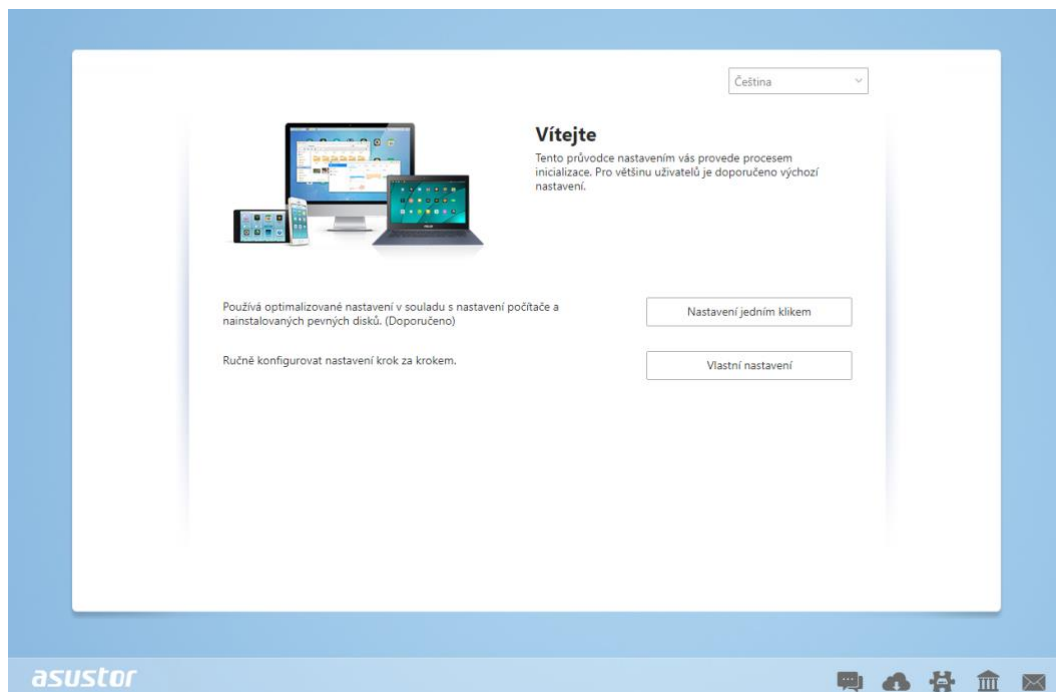 Čeština
Vítejte
Tento průvodce nastavením vás provede procesem
inicializace. Pro většinu uživatelů je doporučeno výchozí
nastavení.
Používá optimalizované nastavení v souladu s nastavení počítače a
nainstalovaných pevných disků. (Doporučeno)
Nastavení jedním klikem
Ručně konfigurovat nastavení krok za krokem.
Vlastní nastavení
asustor